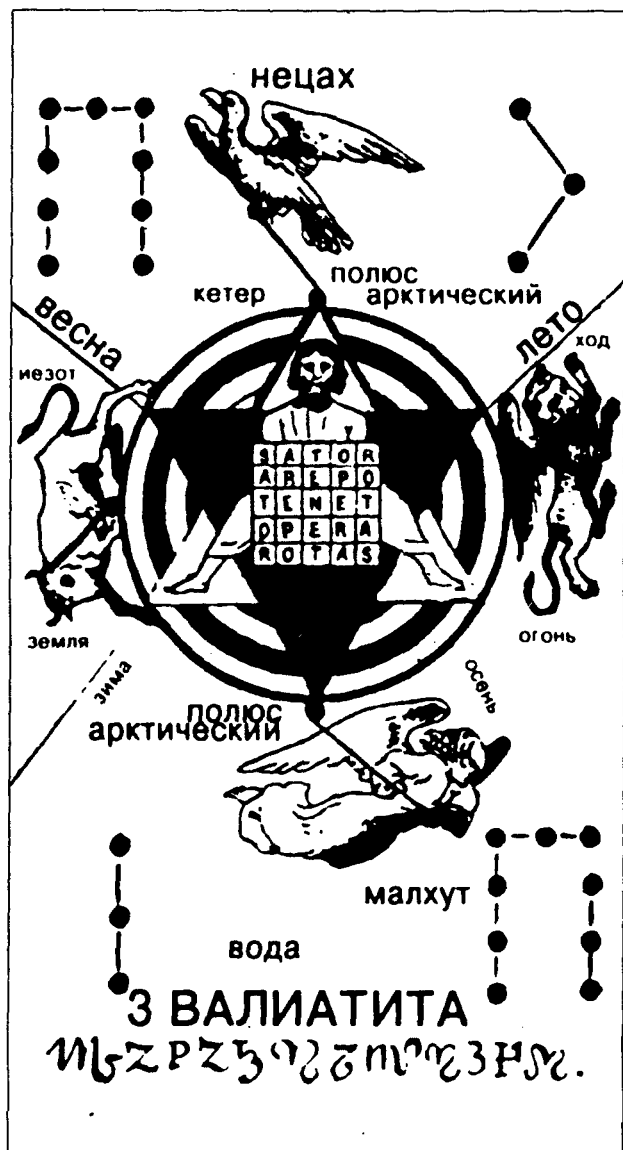 нецах
полюс
арктический
кетер
весна
лето
ход
иезот
SATOR
AREPO
TENET
OPERA
ROTAS
земля
огонь
зима
осень
полюс
арктический
малхут
вода
3 ВАЛИАТИТА